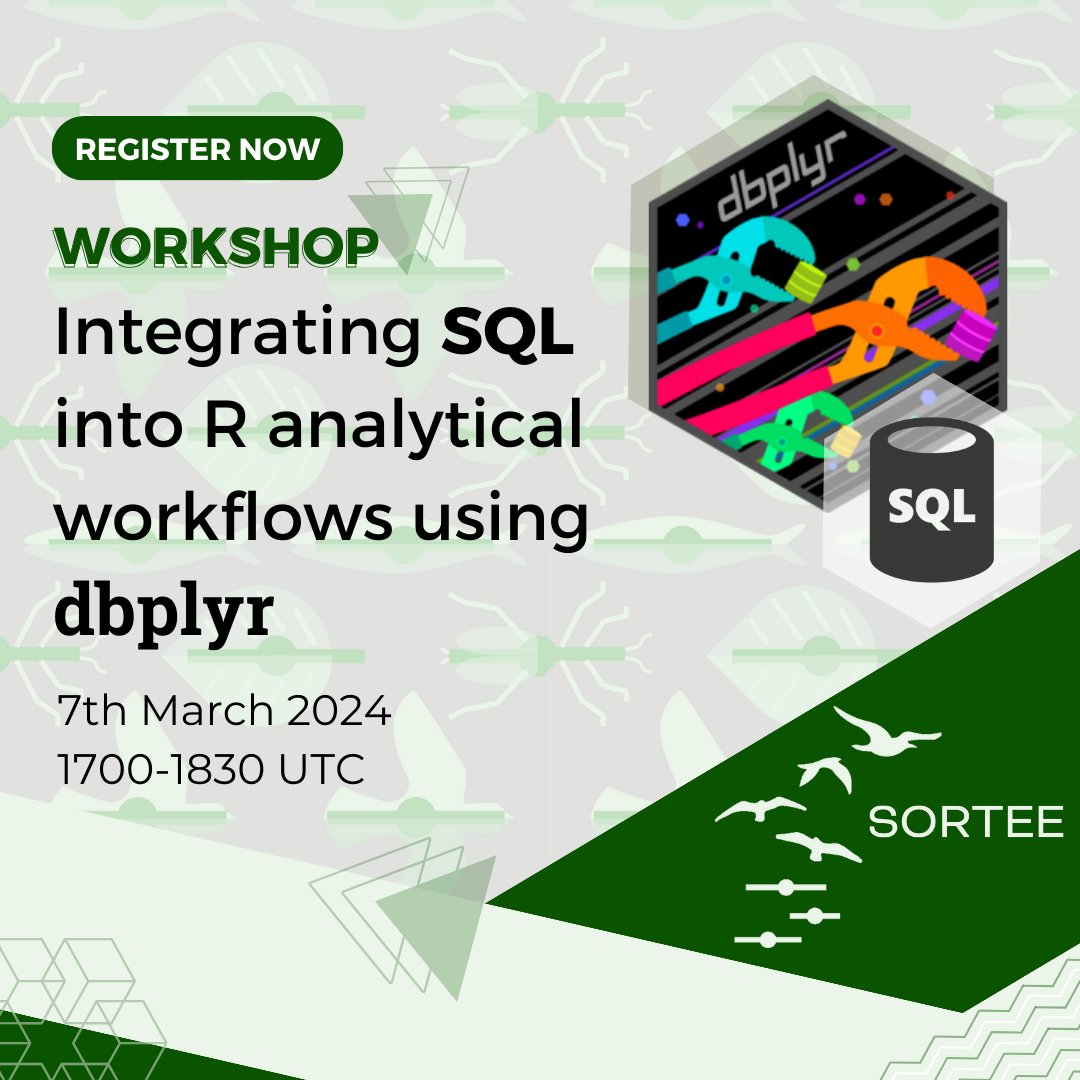 REGISTER NOW
WORKSHOP
Integrating SQL
into R analytical
workflows using
dbplyr
7th March 2024
1700-1830 UTC
dbplyr
SQL
SORTEE